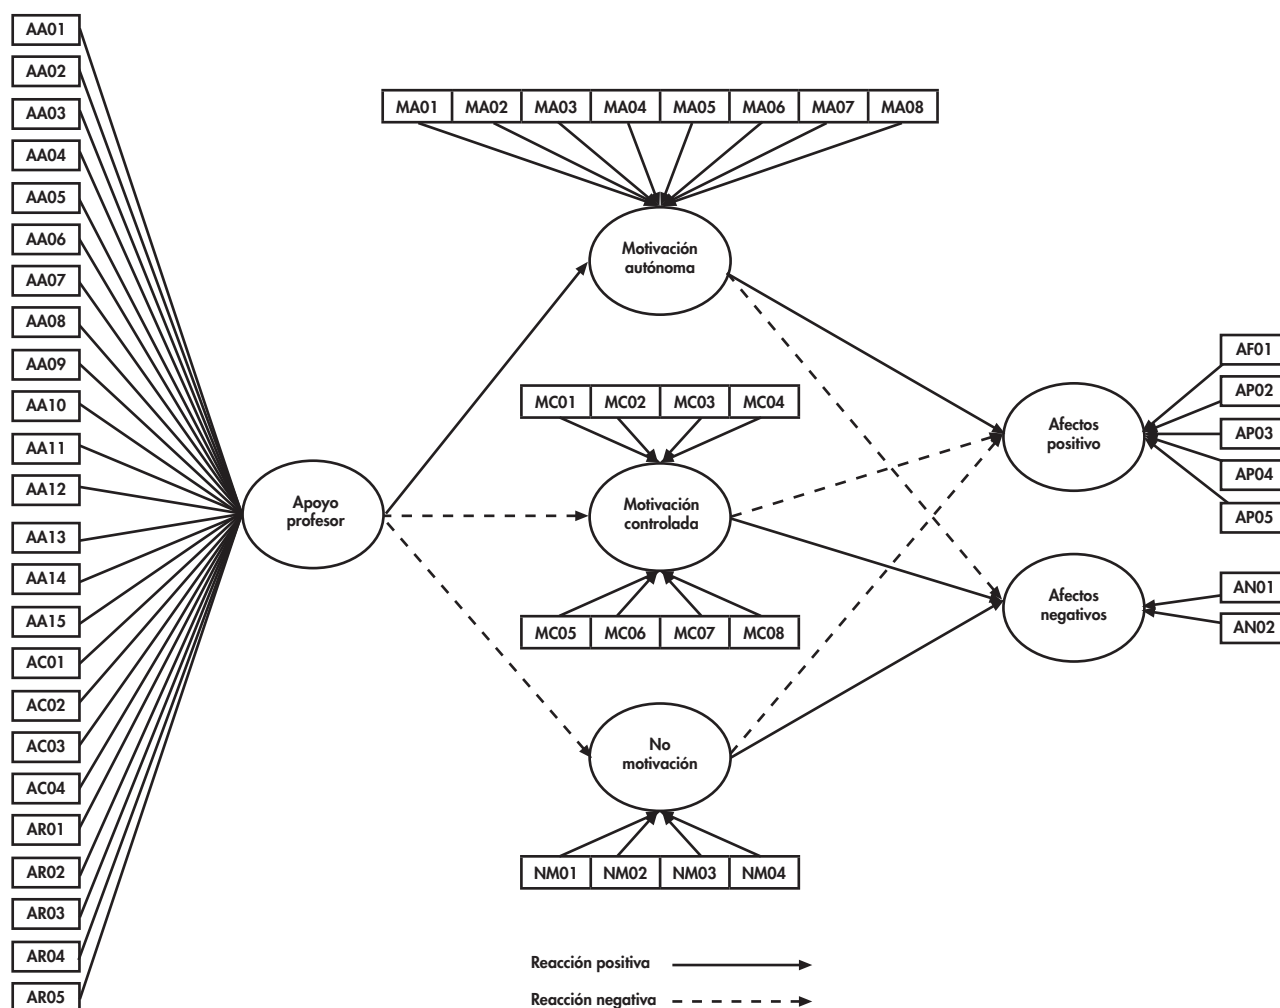 AA01
AA02
AA03
AA04
AA05
AA06
AA07
AA08
AA09
AA10
AA11
AA12
AA13
AA14
AA15
AC01
AC02
AC03
AC04
AR01
AR02
AR03
AR04
AR05
Apoyo
profesor
MA01 MA02 MA03 MA04 MA05 MA06 MA07 MA08
Motivación
autónoma
MC01 MC02 MC03 MC04
Motivación
controlada
MC05 MC06 MC07 MC08
No
motivación
NM01 NM02 NM03 NM04
Afectos
positivo
AF01
AP02
AP03
AP04
AP05
Afectos
negativos
AN01
AN02
Reacción positiva
Reacción negativa